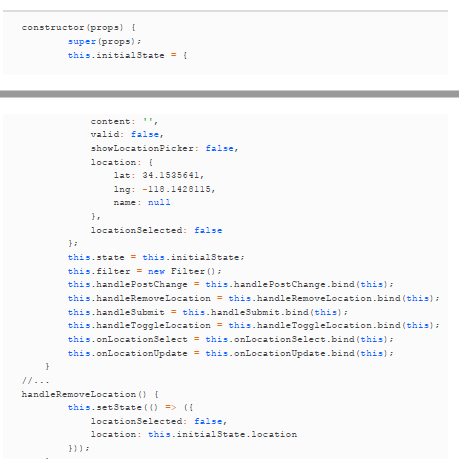 constructor(props) {
super(props);
this.initialState = {
content: '',
valid: false,
showLocationPicker: false,
location: {
lat: 34.1535641,
lng: -118.1428115,
name: null
},
locationSelected: false
};
this.state = this.initialState;
this.filter = new Filter();
this.handlePostChange = this.handlePostChange.bind(this);
this.handleRemoveLocation = this.handleRemoveLocation.bind(this);
this.handleSubmit = this.handleSubmit.bind(this);
this.handleToggleLocation = this.handleToggleLocation.bind(this);
this.onLocationSelect = this.onLocationSelect.bind(this);
this.onLocationUpdate = this.onLocationUpdate.bind(this);
}
//...
handleRemoveLocation() {
this.setState(() => ({
locationSelected: false,
location: this.initialState.location
}));